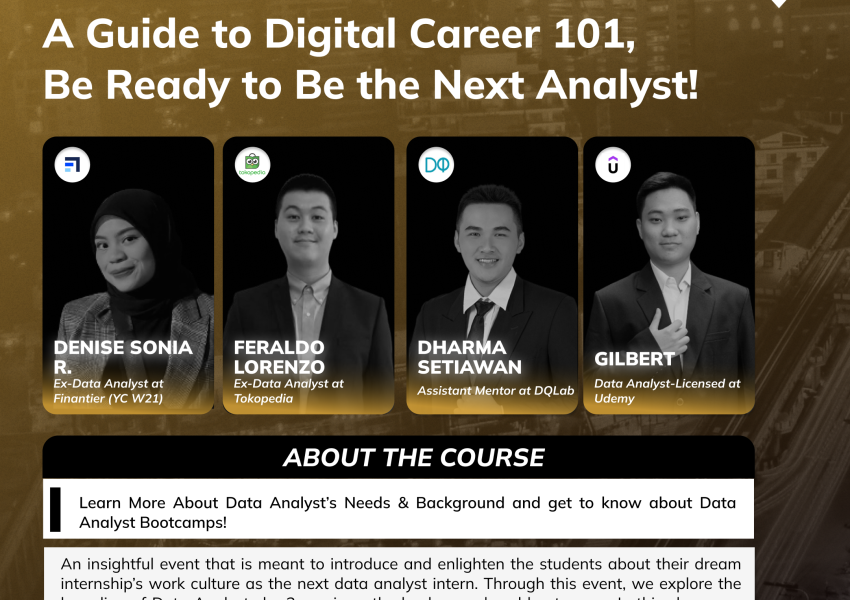 A Guide to Digital Career 101,
Be Ready to Be the Next Analyst!
tokopedia
DQ
u
DENISE SONIA
R.
Ex-Data Analyst at
Finantier (YC W21)
FERALDO
LORENZO
Ex-Data Analyst at
Tokopedia
DHARMA
SETIAWAN
Assistant Mentor at DQLab
GILBERT
Data Analyst-Licensed at
Udemy
ABOUT THE COURSE
Learn More About Data Analyst's Needs & Background and get to know about Data
Analyst Bootcamps!
An insightful event that is meant to introduce and enlighten the students about their dream
internship's work culture as the next data analyst intern. Through this event, we explore the